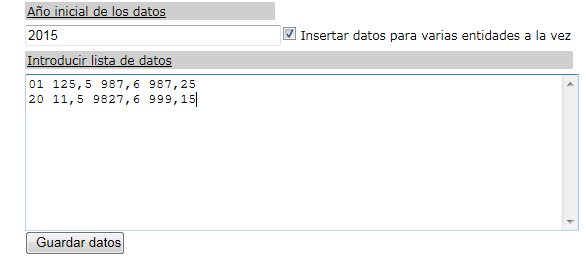 Año inicial de los datos
2015 Insertar datos para varias entidades a la vez
Introducir lista de datos
01 125,5 987,6 987,25
20 11,5 9827,6 999,15
Guardar datos